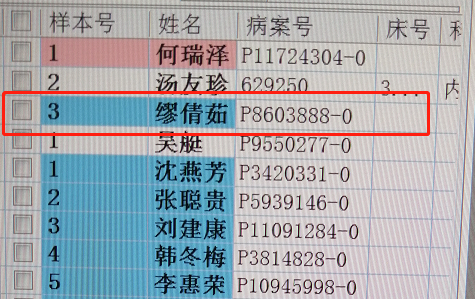 样本号 姓名 病案号 床号
1 何瑞泽 P11724304-0
2 汤友珍 629250 3... 内
3 缪倩茹 P8603888-0
1 吴艇 P9550277-0
1 沈燕芳 P3420331-0
2 张聪贵 P5939146-0
3 刘建康 P11091284-0
4 韩冬梅 P3814828-0
5 李惠荣 P10945998-0